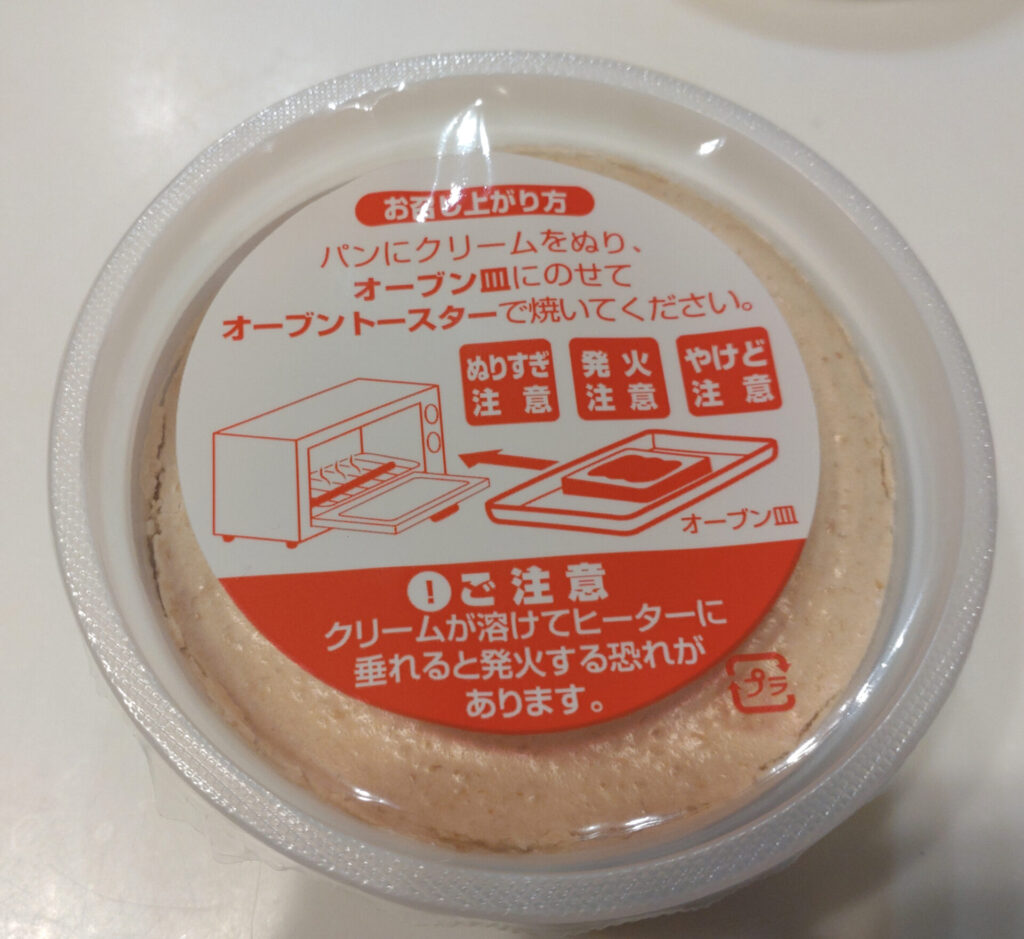 お召し上がり方
パンにクリームをぬり、
オーブン皿にのせて
オーブントースターで焼いてください。
ぬりすぎ
注意
発火
注意
やけど
注意
オーブン皿
!ご注意
クリームが溶けてヒーターに
垂れると発火する恐れが
あります。
プラ